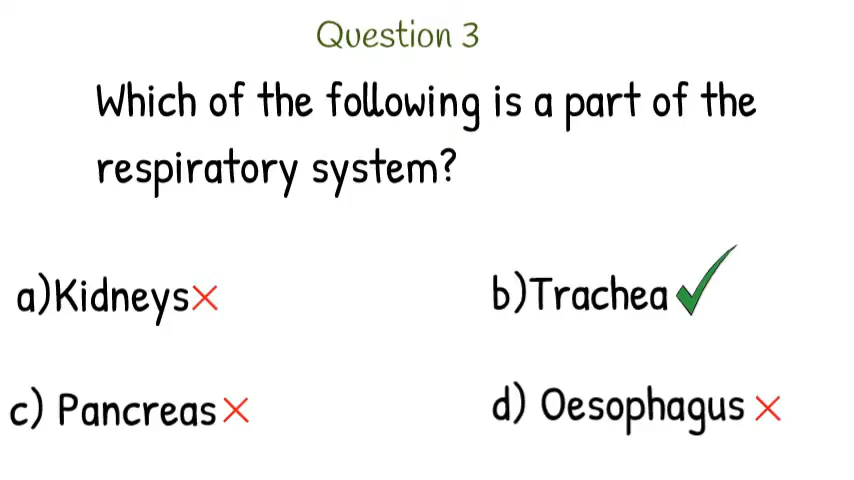 Question 3
Which of the following is a part of the
respiratory system?
a)Kidneys
b)Trachea
c) Pancreas
d) Oesophagus